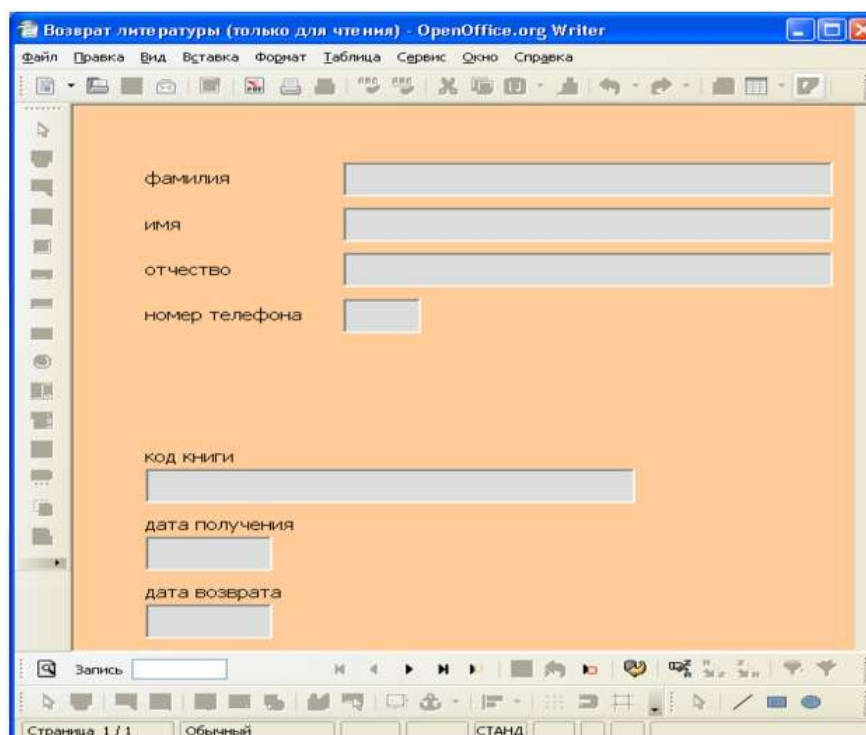 Возврат литературы (только для чтения) - OpenOffice.org Writer
Файл Правка Вид Вставка Формат Таблица Сервис Окно Справка
фамилия
имя
отчество
номер телефона
код книги
дата получения
дата возврата
Запись
Страница 1 / 1 Обычный СТАНД